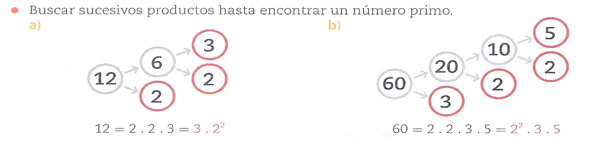 • Buscar sucesivos productos hasta encontrar un número primo.
a) b)
12 6 3 2 2
60 20 10 5 3 2 2
12 = 2 . 2 . 3 = 3 . 2²
60 = 2 . 2 . 3 . 5 = 2² . 3 . 5